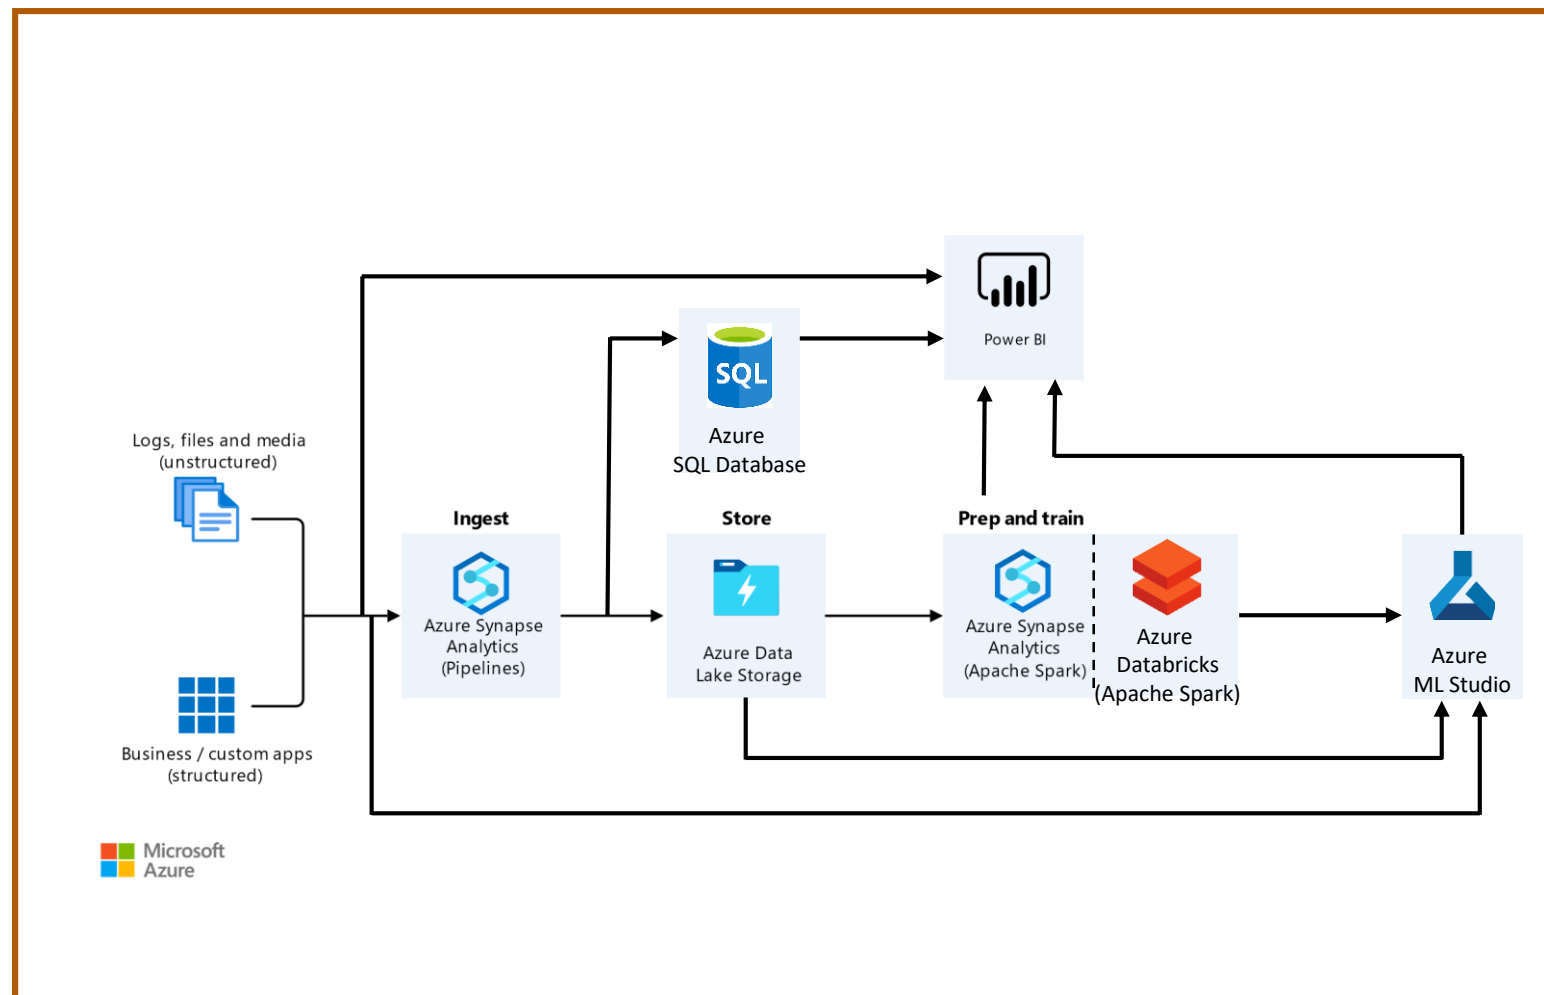 Power BI
SQL
Azure
SQL Database
Logs, files and media
(unstructured)
Ingest
Azure Synapse
Analytics
(Pipelines)
Store
Azure Data
Lake Storage
Prep and train
Azure Synapse
Analytics
(Apache Spark)
Azure
Databricks
(Apache Spark)
Azure
ML Studio
Business / custom apps
(structured)
Microsoft
Azure